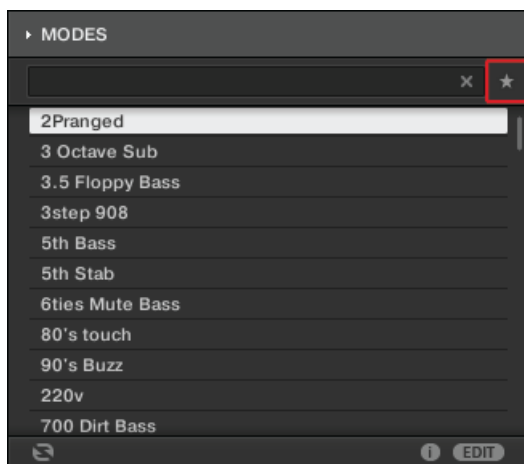 MODES
2Pranged
3 Octave Sub
3.5 Floppy Bass
3step 908
5th Bass
5th Stab
6ties Mute Bass
80's touch
90's Buzz
220v
700 Dirt Bass
i EDIT